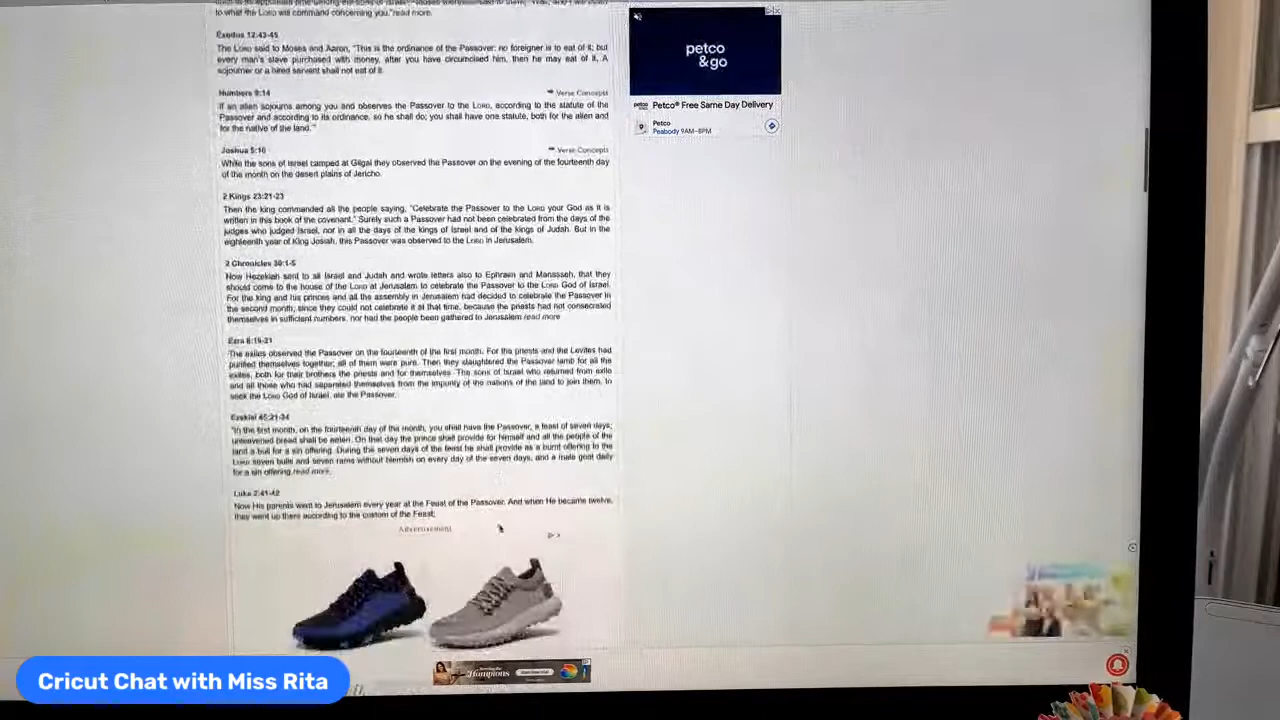 to what the LORD will command concerning you."read more.
Exodus 12:43-45
The LORD said to Moses and Aaron, "This is the ordinance of the Passover: no foreigner is to eat of it; but
every man's slave purchased with money, after you have circumcised him, then he may eat of it. A
sojourner or a hired servant shall not eat of it.
Numbers 9:14
Verse Concepts
If an alien sojourns among you and observes the Passover to the LORD, according to the statute of the
Passover and according to its ordinance, so he shall do; you shall have one statute, both for the alien and
for the native of the land.'"
Joshua 5:10
Verse Concepts
While the sons of Israel camped at Gilgal they observed the Passover on the evening of the fourteenth day
of the month on the desert plains of Jericho.
2 Kings 23:21-23
Then the king commanded all the people saying, "Celebrate the Passover to the LORD your God as it is
written in this book of the covenant." Surely such a Passover had not been celebrated from the days of the
judges who judged Israel, nor in all the days of the kings of Israel and of the kings of Judah. But in the
eighteenth year of King Josiah, this Passover was observed to the LORD in Jerusalem.
2 Chronicles 30:1-5
Now Hezekiah sent to all Israel and Judah and wrote letters also to Ephraim and Manasseh, that they
should come to the house of the LORD at Jerusalem to celebrate the Passover to the LORD God of Israel.
For the king and his princes and all the assembly in Jerusalem had decided to celebrate the Passover in
the second month, since they could not celebrate it at that time, because the priests had not consecrated
themselves in sufficient numbers, nor had the people been gathered to Jerusalem read more
Ezra 6:19-21
The exiles observed the Passover on the fourteenth of the first month. For the priests and the Levites had
purified themselves together; all of them were pure. Then they slaughtered the Passover lamb for all the
exiles, both for their brothers the priests and for themselves. The sons of Israel who returned from exile
and all those who had separated themselves from the impurity of the nations of the land to join them, to
seek the LORD God of Israel, ate the Passover.
Ezekiel 45:21-24
"In the first month, on the fourteenth day of the month, you shall have the Passover, a feast of seven days;
unleavened bread shall be eaten. On that day the prince shall provide for himself and all the people of the
land a bull for a sin offering. During the seven days of the feast he shall provide as a burnt offering to the
LORD seven bulls and seven rams without blemish on every day of the seven days, and a male goat daily
for a sin offering.read more.
Luke 2:41-42
Now His parents went to Jerusalem every year at the Feast of the Passover. And when He became twelve,
they went up there according to the custom of the Feast;
Advertisement
petco
&go
petco
Petco® Free Same Day Delivery
Petco
Peabody 9AM–8PM
Hamptons
Cricut Chat with Miss Rita